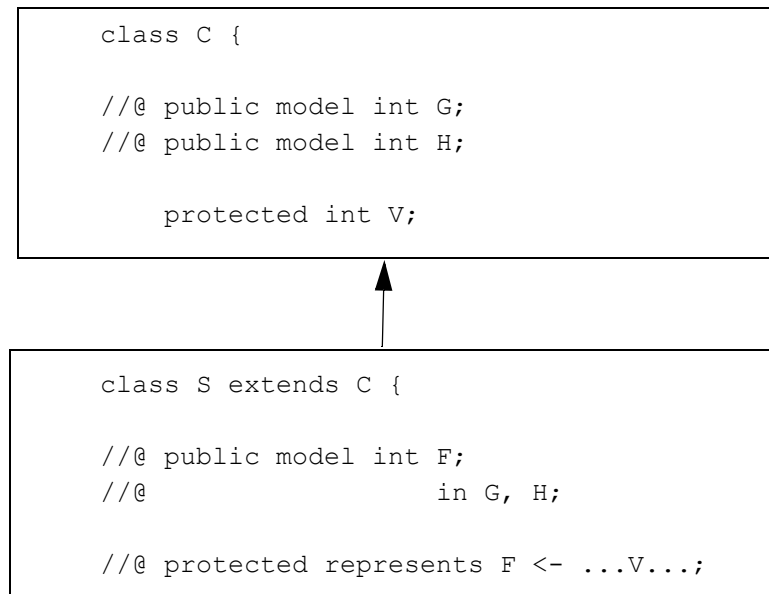 class C {
//@ public model int G;
//@ public model int H;
protected int V;
class S extends C {
//@ public model int F;
//@ in G, H;
//@ protected represents F <- ...V...;